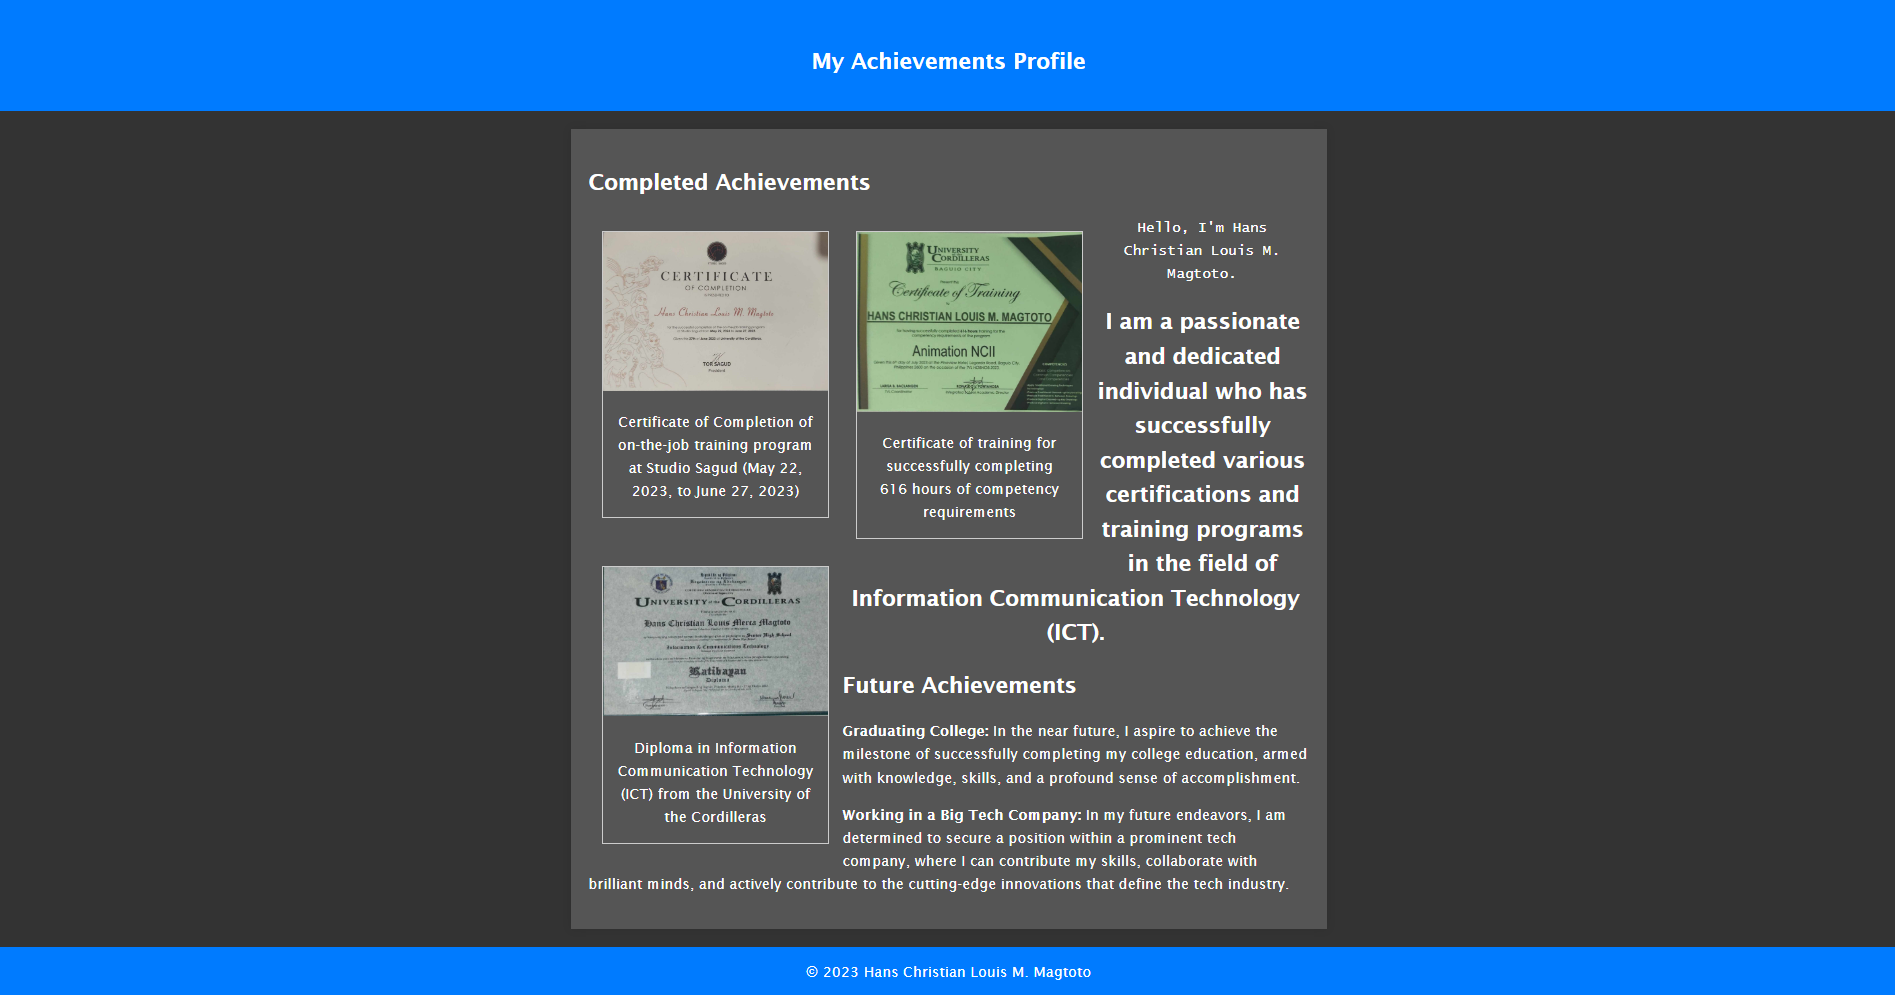 My Achievements Profile
Completed Achievements
CERTIFICATE
OF COMPLETION
Hans Christian Louis M. Magtoto
TOR SAGUD
President
Certificate of Completion of
on-the-job training program
at Studio Sagud (May 22,
2023, to June 27, 2023)
UNIVERSITY
OF THE CORDILLERAS
BAGUIO CITY
Certificate of Training
HANS CHRISTIAN LOUIS M. MAGTOTO
Animation NCII
Certificate of training for
successfully completing
616 hours of competency
requirements
Hello, I'm Hans
Christian Louis M.
Magtoto.
I am a passionate
and dedicated
individual who has
successfully
completed various
certifications and
training programs
in the field of
Information Communication Technology
(ICT).
UNIVERSITY OF THE CORDILLERAS
Senior High School
Information & Communications Technology
Katibayan
Diploma
Diploma in Information
Communication Technology
(ICT) from the University of
the Cordilleras
Future Achievements
Graduating College: In the near future, I aspire to achieve the
milestone of successfully completing my college education, armed
with knowledge, skills, and a profound sense of accomplishment.
Working in a Big Tech Company: In my future endeavors, I am
determined to secure a position within a prominent tech
company, where I can contribute my skills, collaborate with
brilliant minds, and actively contribute to the cutting-edge innovations that define the tech industry.
© 2023 Hans Christian Louis M. Magtoto